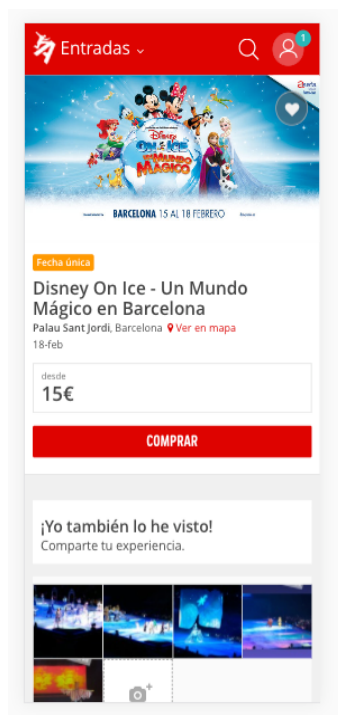 Entradas
1
Disney
ON ICE
UN MUNDO
MÁGICO
BARCELONA 15 AL 18 FEBRERO
Fecha única
Disney On Ice - Un Mundo
Mágico en Barcelona
Palau Sant Jordi, Barcelona Ver en mapa
18-feb
desde
15€
COMPRAR
¡Yo también lo he visto!
Comparte tu experiencia.